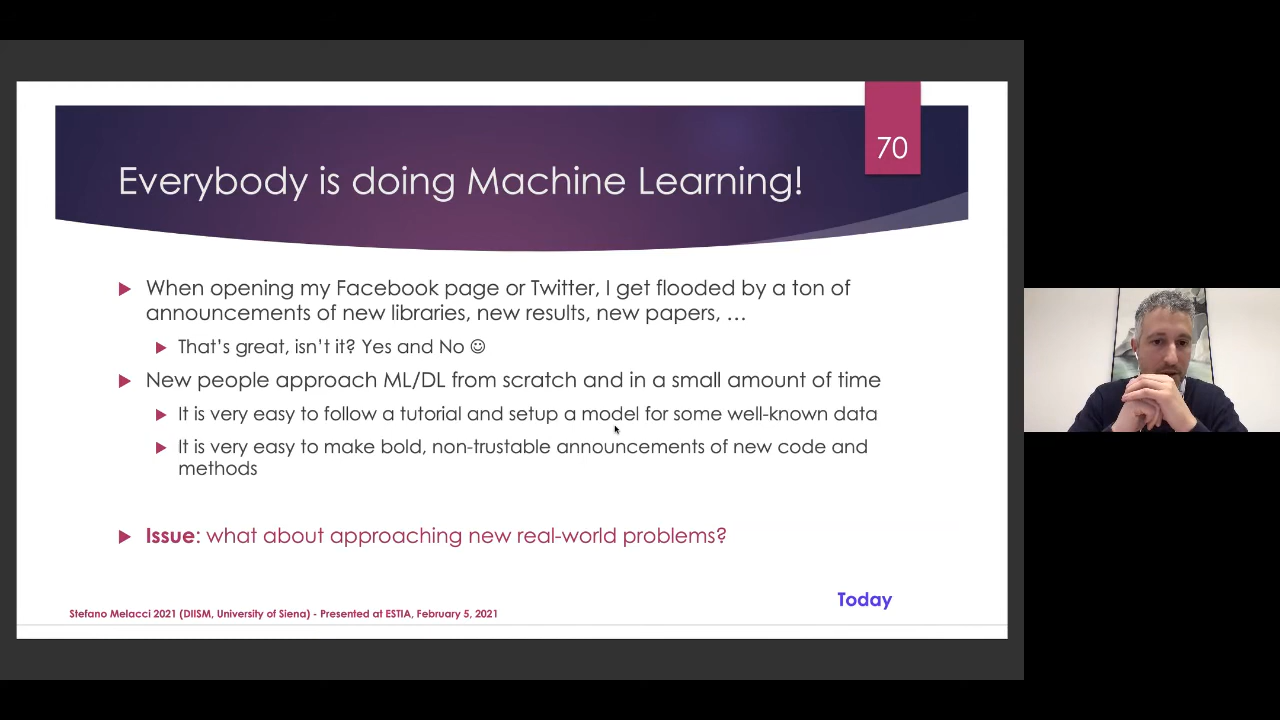 70
Everybody is doing Machine Learning!
When opening my Facebook page or Twitter, I get flooded by a ton of
announcements of new libraries, new results, new papers, …
That's great, isn't it? Yes and No ☺
New people approach ML/DL from scratch and in a small amount of time
It is very easy to follow a tutorial and setup a model for some well-known data
It is very easy to make bold, non-trustable announcements of new code and
methods
Issue: what about approaching new real-world problems?
Today
Stefano Melacci 2021 (DIISM, University of Siena) - Presented at ESTIA, February 5, 2021